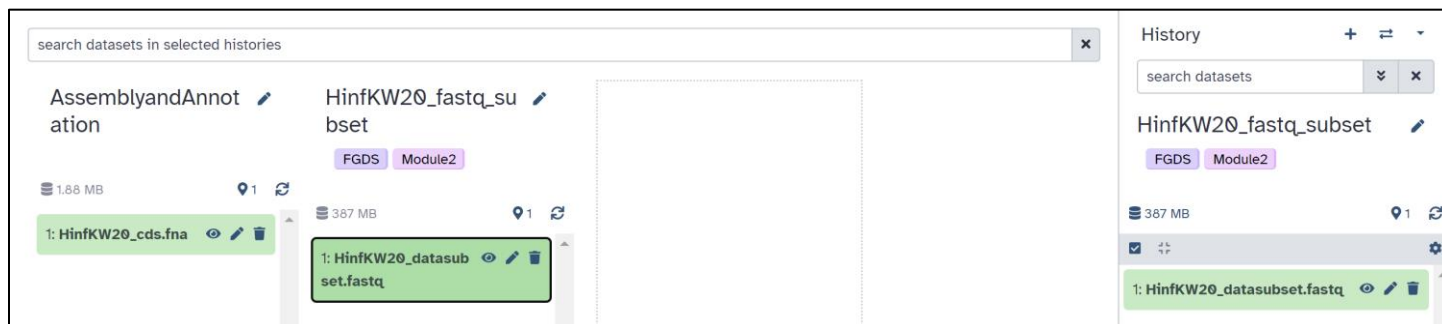 search datasets in selected histories
AssemblyandAnnot
ation
1.88 MB
1
1: HinfKW20_cds.fna
HinfKW20_fastq_su
bset
FGDS Module2
387 MB
1
1: HinfKW20_datasub
set.fastq
History
search datasets
HinfKW20_fastq_subset
FGDS Module2
387 MB
1
1: HinfKW20_datasubset.fastq